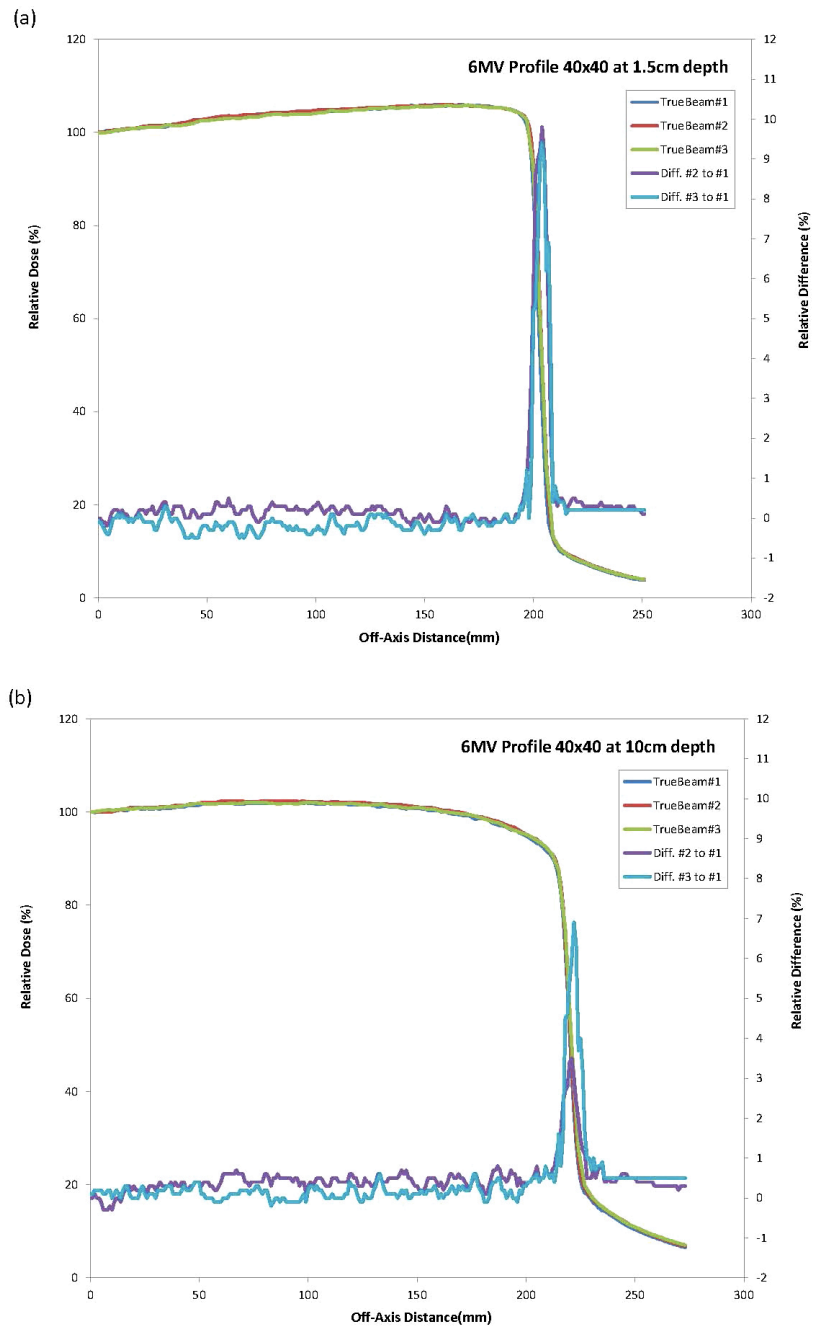 (a)
6MV Profile 40x40 at 1.5cm depth
TrueBeam#1
TrueBeam#2
TrueBeam#3
Diff. #2 to #1
Diff. #3 to #1
Relative Dose (%)
120
100
80
60
40
20
0
Relative Difference (%)
12
11
10
9
8
7
6
5
4
3
2
1
0
-1
-2
0 50 100 150 200 250 300
Off-Axis Distance(mm)
(b)
6MV Profile 40x40 at 10cm depth
TrueBeam#1
TrueBeam#2
TrueBeam#3
Diff. #2 to #1
Diff. #3 to #1
Relative Dose (%)
120
100
80
60
40
20
0
Relative Difference (%)
12
11
10
9
8
7
6
5
4
3
2
1
0
-1
-2
0 50 100 150 200 250 300
Off-Axis Distance(mm)